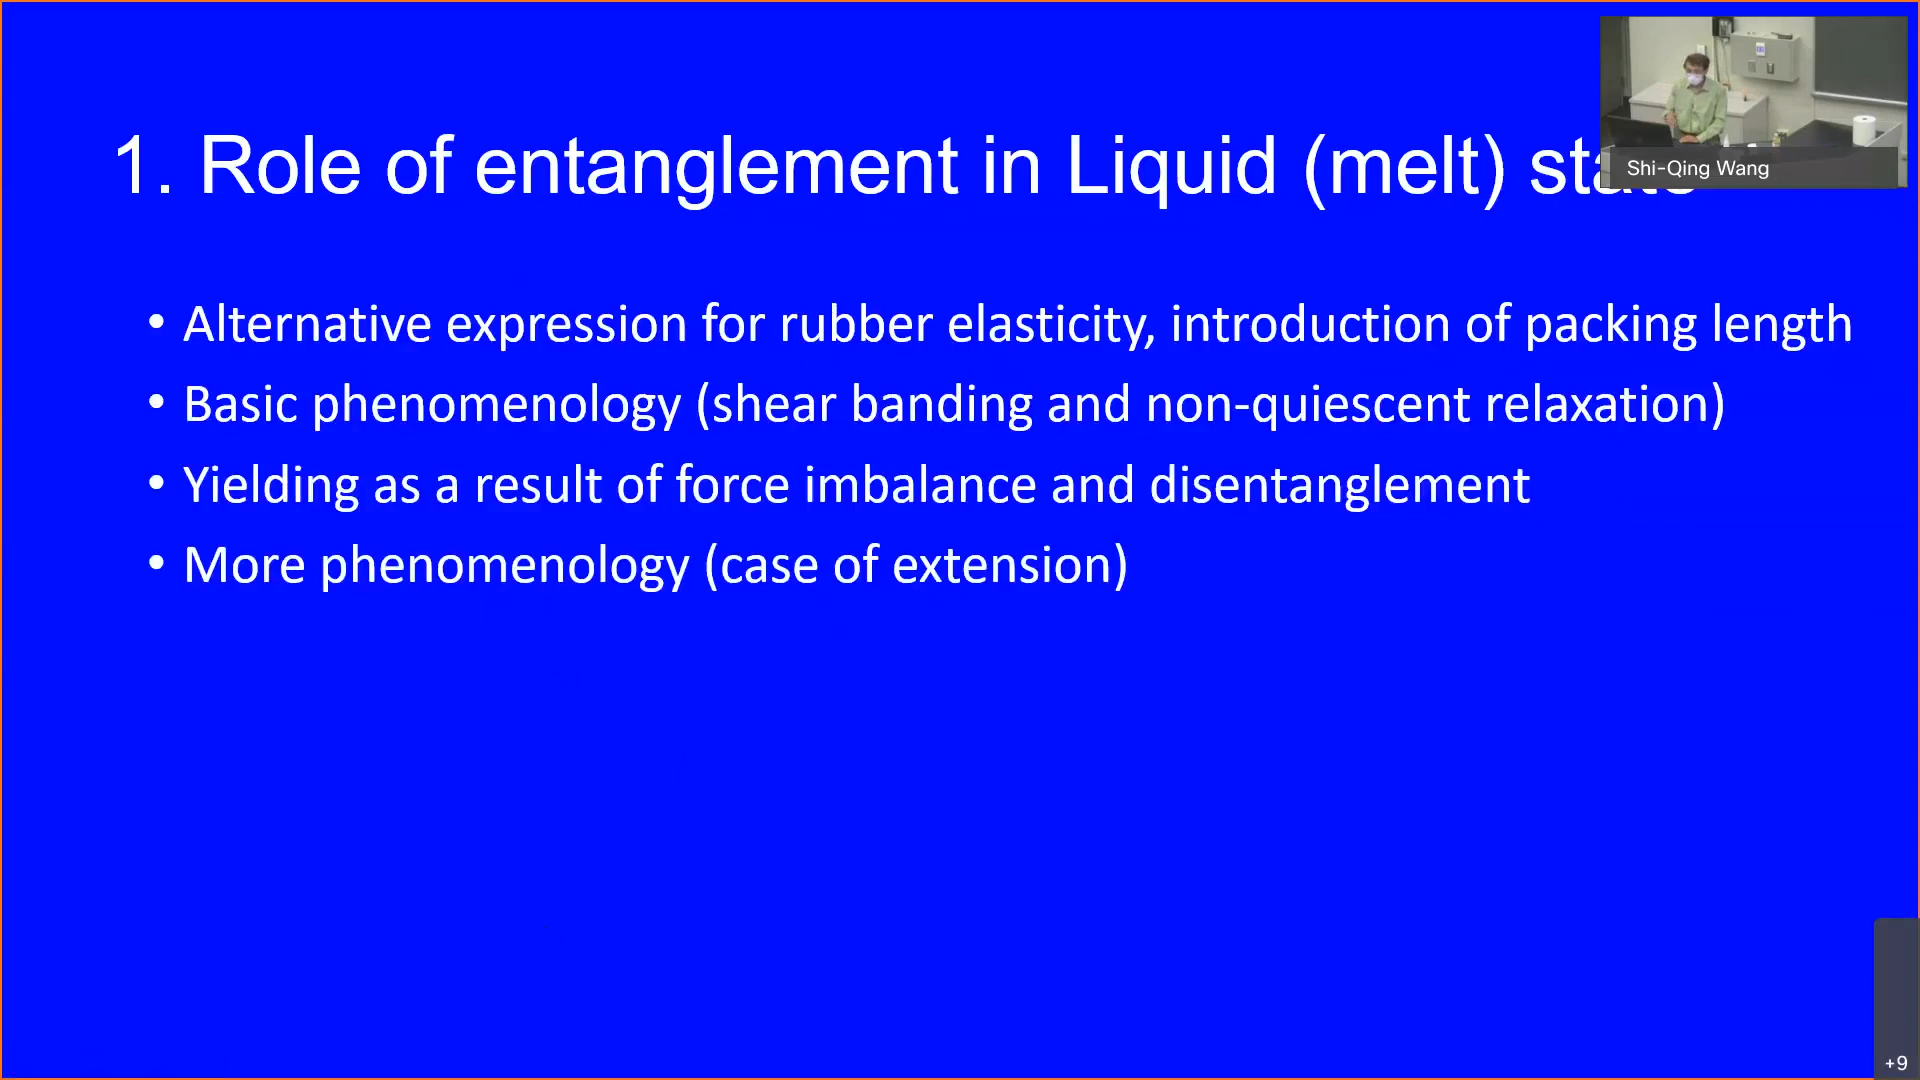 1. Role of entanglement in Liquid (melt)
Shi-Qing Wang
• Alternative expression for rubber elasticity, introduction of packing length
• Basic phenomenology (shear banding and non-quiescent relaxation)
• Yielding as a result of force imbalance and disentanglement
• More phenomenology (case of extension)
+9